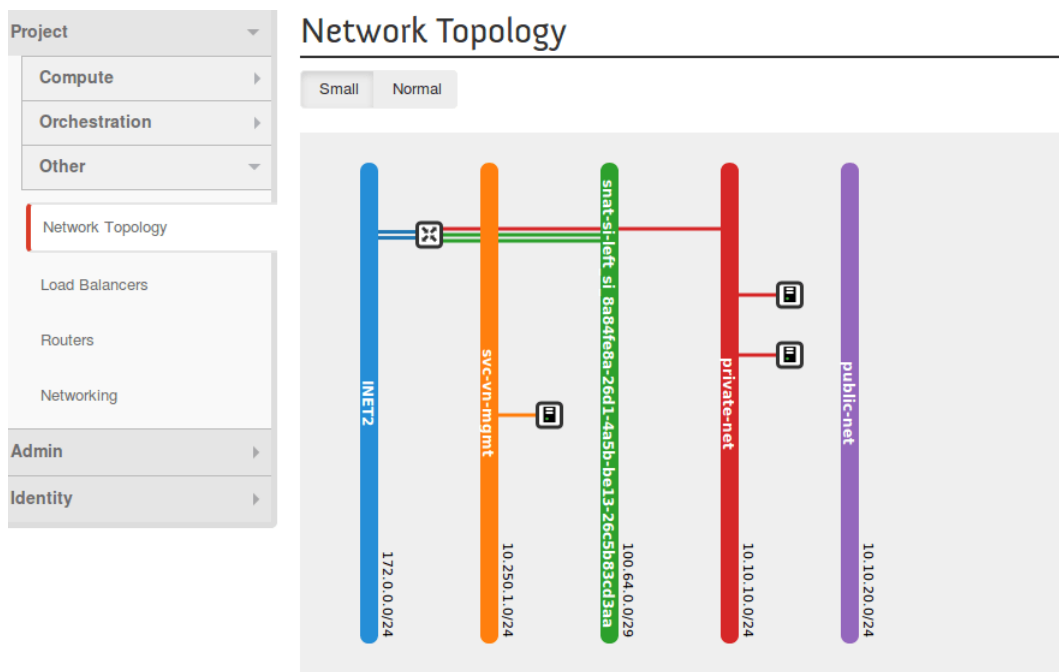 Project
Compute
Orchestration
Other
Network Topology
Load Balancers
Routers
Networking
Admin
Identity
Network Topology
Small
Normal
INET2
172.0.0.0/24
svc-vn-mgmt
10.250.1.0/24
snat-si-left_si_8a84fe8a-26d1-4a5b-be13-26c5b83cd3aa
100.64.0.0/29
private-net
10.10.10.0/24
public-net
10.10.20.0/24